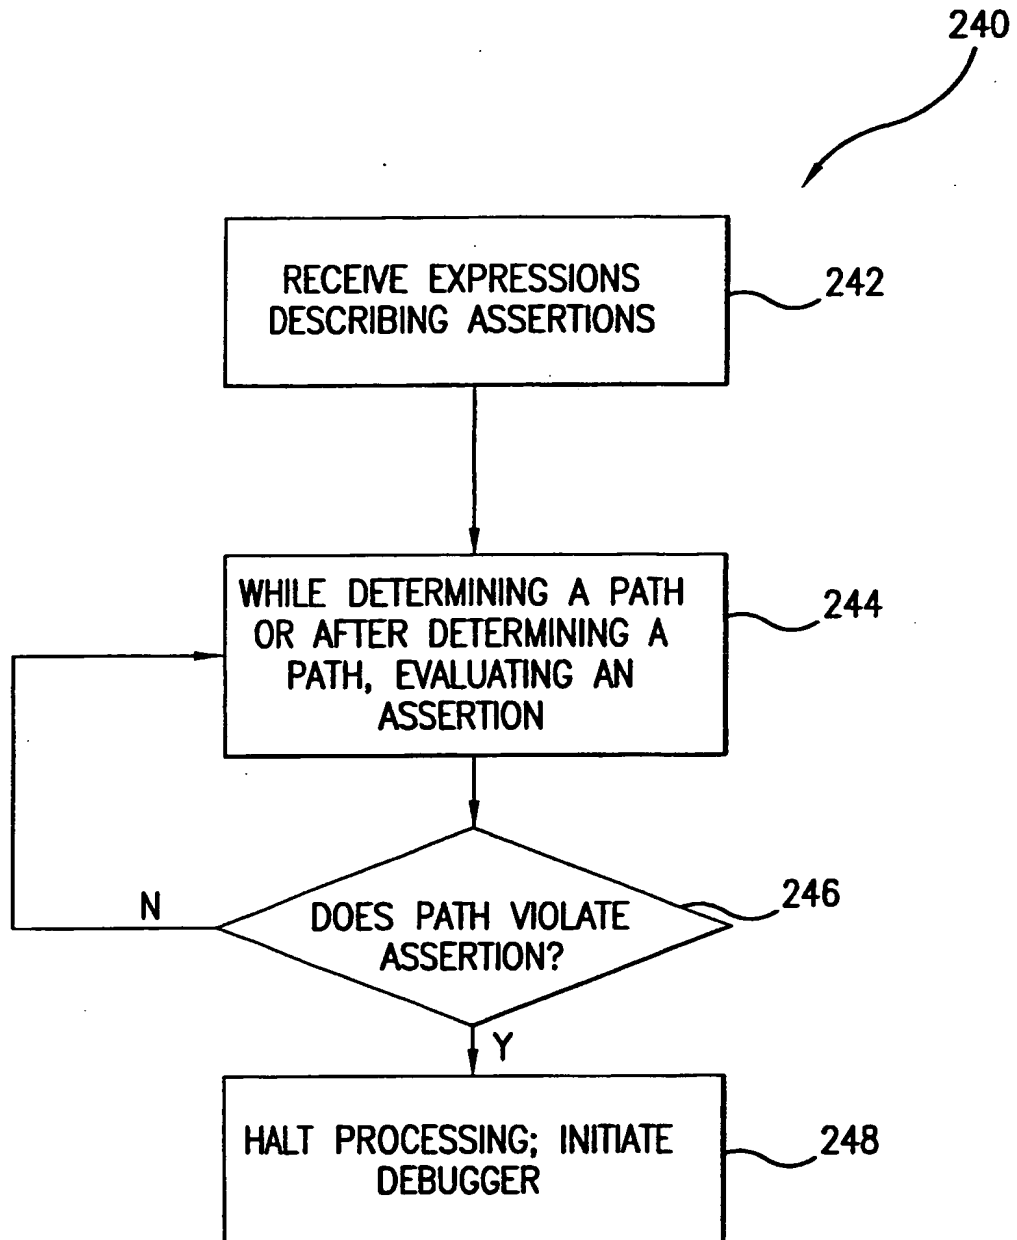 240
RECEIVE EXPRESSIONS
DESCRIBING ASSERTIONS
242
WHILE DETERMINING A PATH
OR AFTER DETERMINING A
PATH, EVALUATING AN
ASSERTION
244
N
DOES PATH VIOLATE
ASSERTION?
246
Y
HALT PROCESSING; INITIATE
DEBUGGER
248